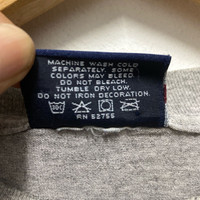 MACHINE WASH COLD
SEPARATELY. SOME
COLORS MAY BLEED.
DO NOT BLEACH.
TUMBLE DRY LOW.
DO NOT IRON DECORATION.
RN 52755